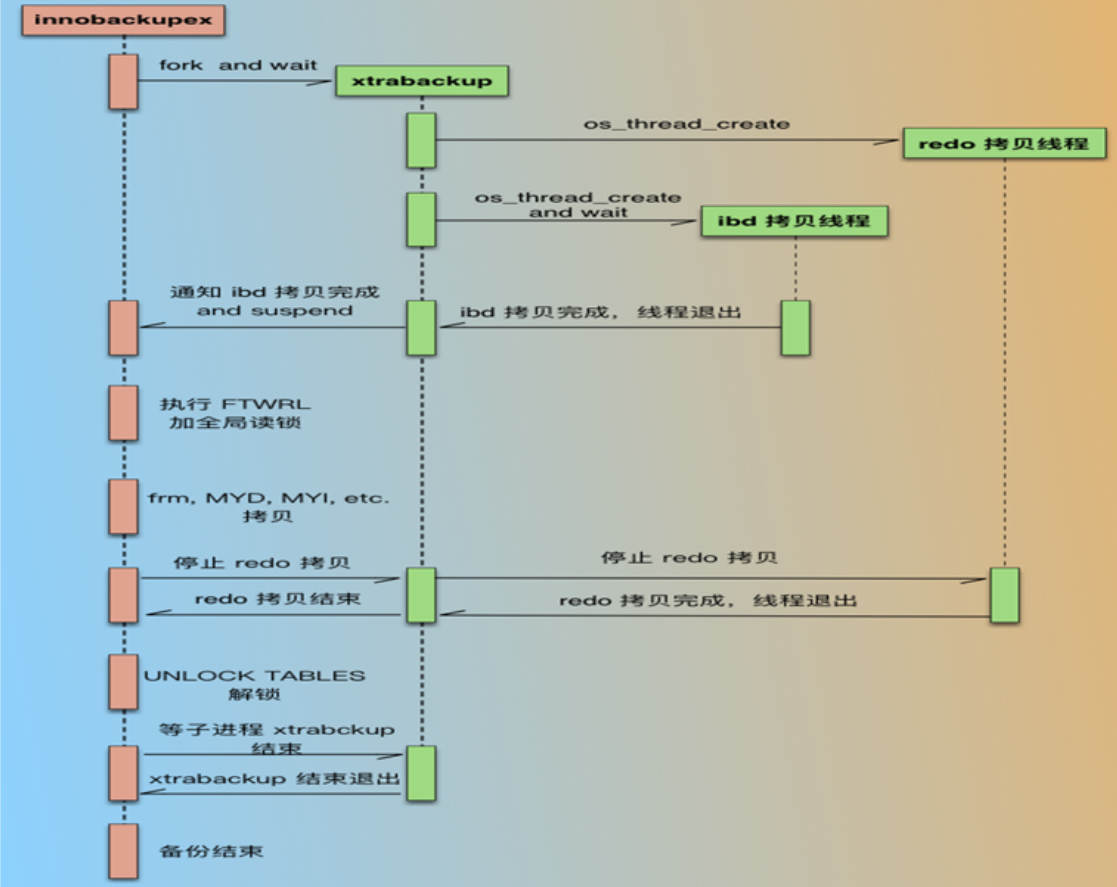 innobackupex
fork and wait
xtrabackup
os_thread_create
redo 拷贝线程
os_thread_create
and wait
ibd 拷贝线程
通知 ibd 拷贝完成
and suspend
ibd 拷贝完成，线程退出
执行 FTWRL
加全局读锁
frm, MYD, MYI, etc.
拷贝
停止 redo 拷贝
停止 redo 拷贝
redo 拷贝结束
redo 拷贝完成，线程退出
UNLOCK TABLES
解锁
等子进程 xtrabckup
结束
xtrabackup 结束退出
备份结束